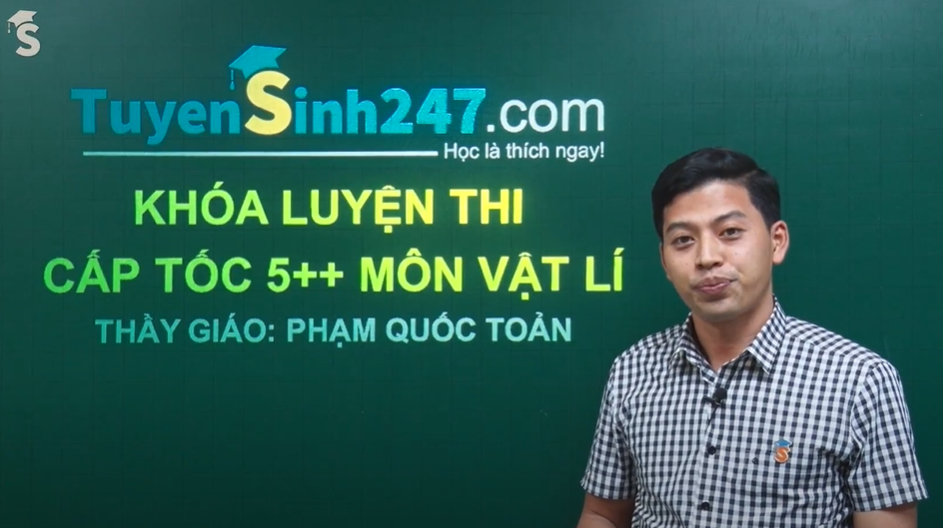 S
TuyenSinh247.com
Học là thích ngay!
KHÓA LUYỆN THI
CẤP TỐC 5++ MÔN VẬT LÍ
THẦY GIÁO: PHẠM QUỐC TOẢN